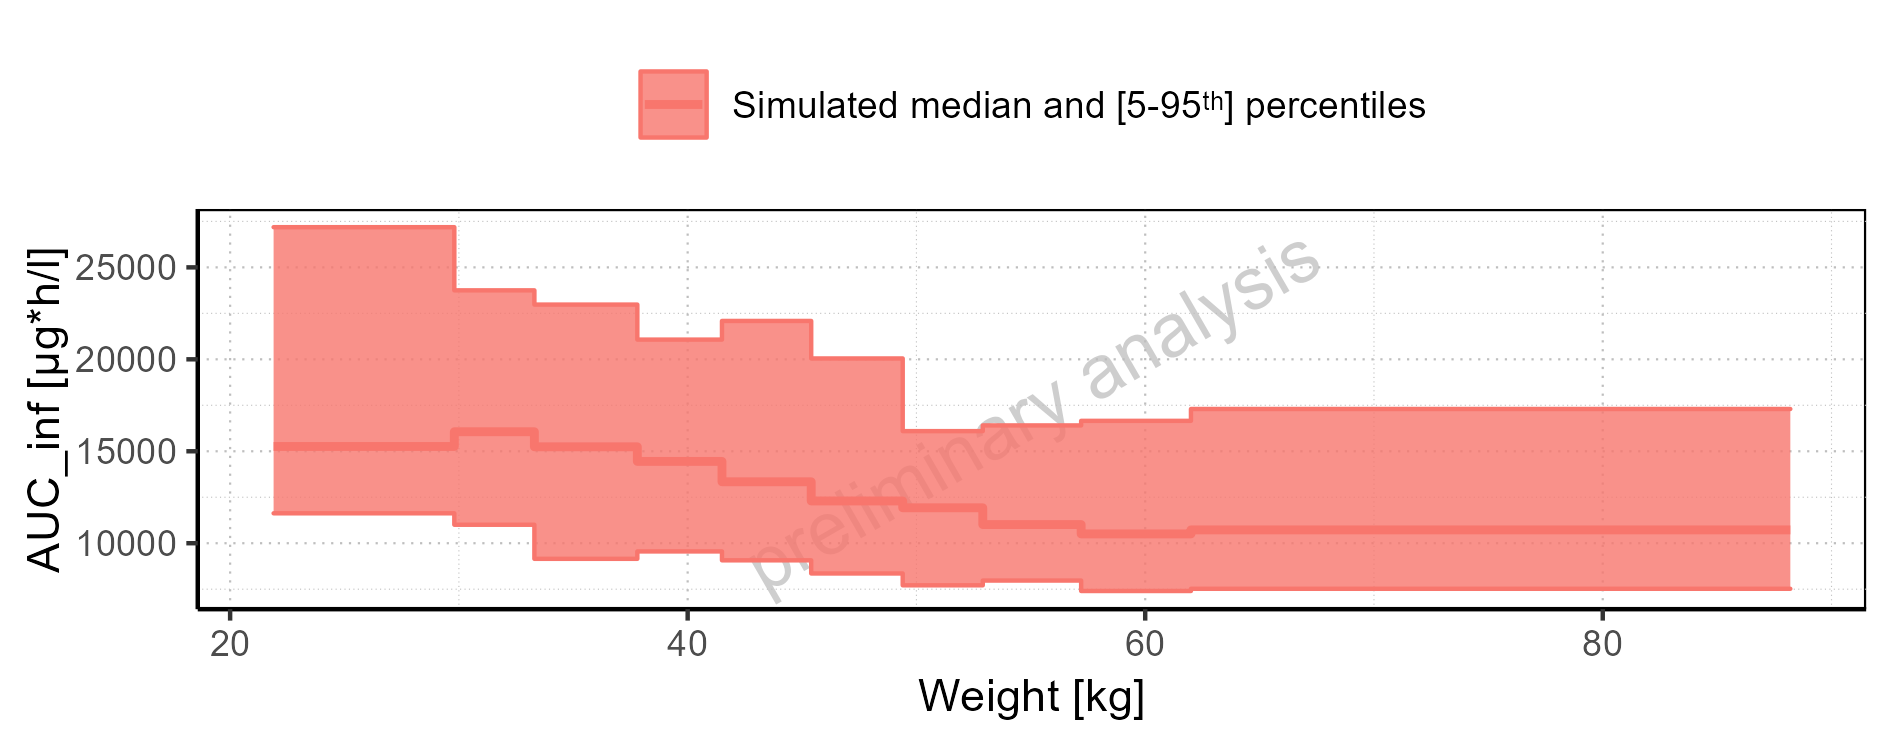 Simulated median and [5-95th] percentiles
AUC_inf [µg*h/l]
25000
20000
15000
10000
preliminary analysis
20 40 60 80
Weight [kg]